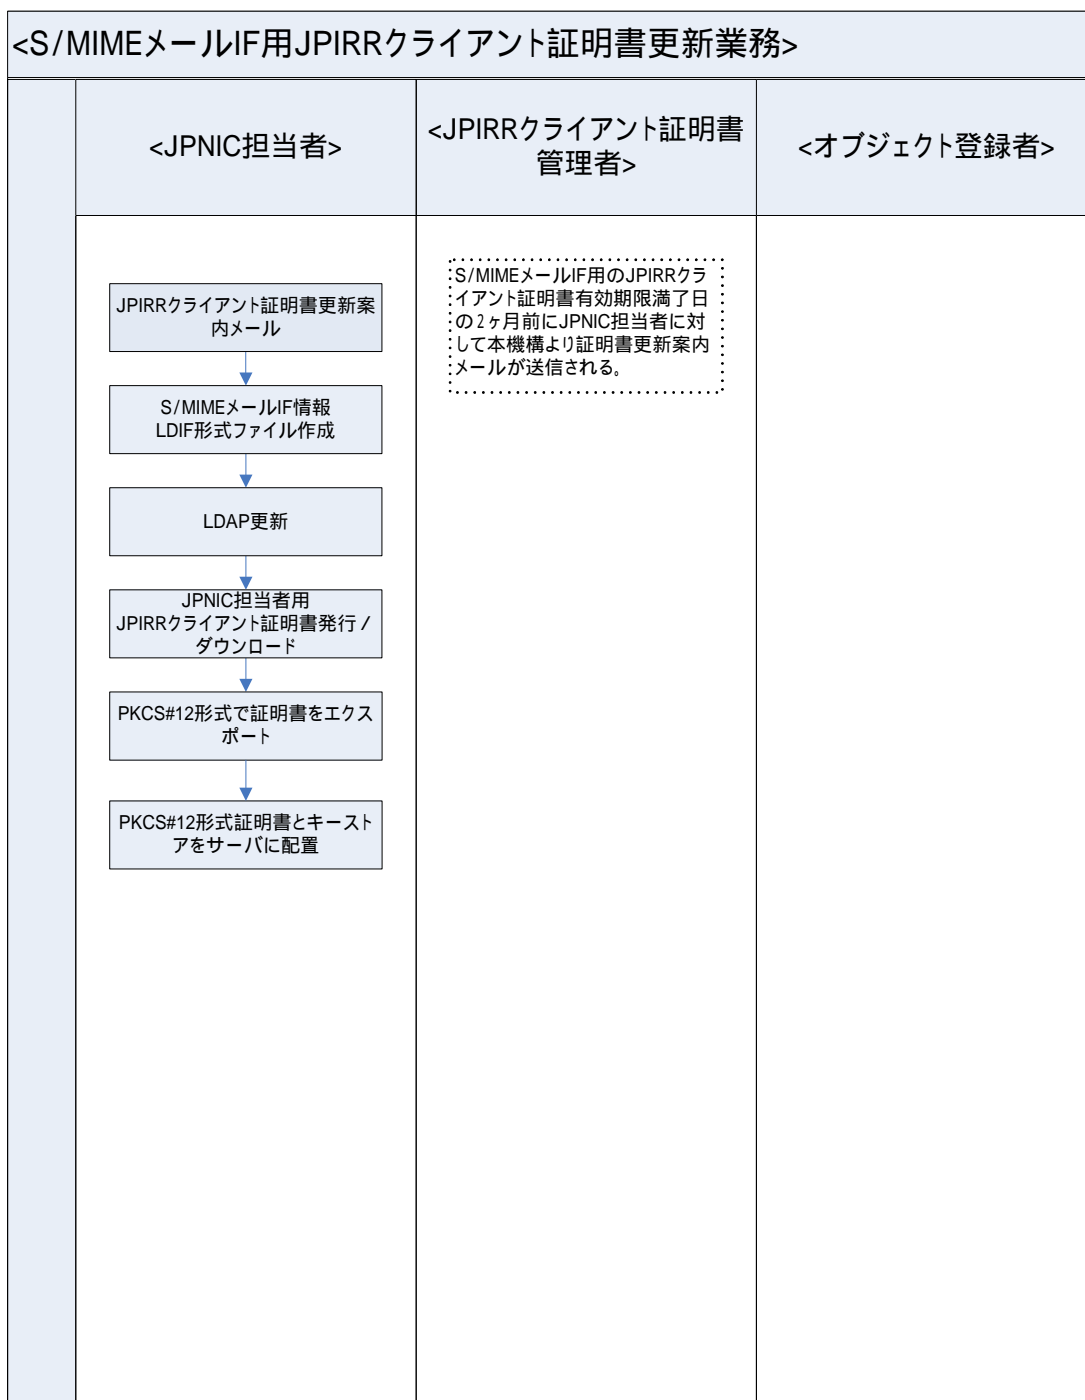 <S/MIMEメールIF用JPIRRクライアント証明書更新業務>
<JPNIC担当者>
<JPIRRクライアント証明書
管理者>
<オブジェクト登録者>
JPIRRクライアント証明書更新案
内メール
S/MIMEメールIF情報
LDIF形式ファイル作成
LDAP更新
JPNIC担当者用
JPIRRクライアント証明書発行/
ダウンロード
PKCS#12形式で証明書をエクス
ポート
PKCS#12形式証明書とキースト
アをサーバに配置
S/MIMEメールIF用のJPIRRクラ
イアント証明書有効期限満了日
の2ヶ月前にJPNIC担当者に対
して本機構より証明書更新案内
メールが送信される。